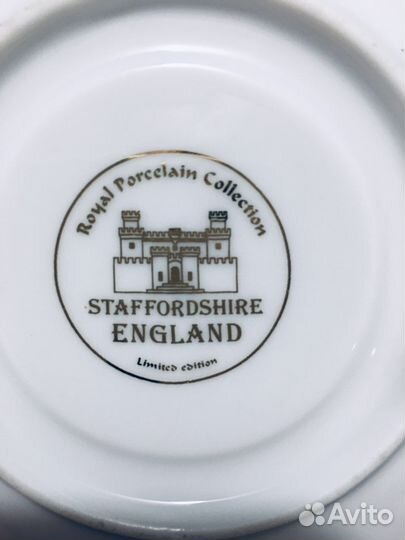 Royal Porcelain Collection
STAFFORDSHIRE
ENGLAND
Limited edition
Avito